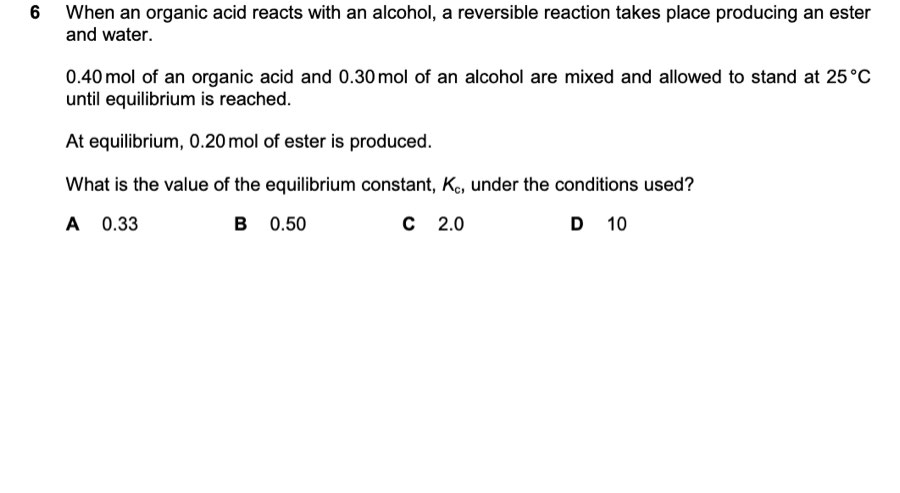 6 When an organic acid reacts with an alcohol, a reversible reaction takes place producing an ester
and water.
0.40 mol of an organic acid and 0.30 mol of an alcohol are mixed and allowed to stand at 25 °C
until equilibrium is reached.
At equilibrium, 0.20 mol of ester is produced.
What is the value of the equilibrium constant, Kc, under the conditions used?
A 0.33 B 0.50 C 2.0 D 10